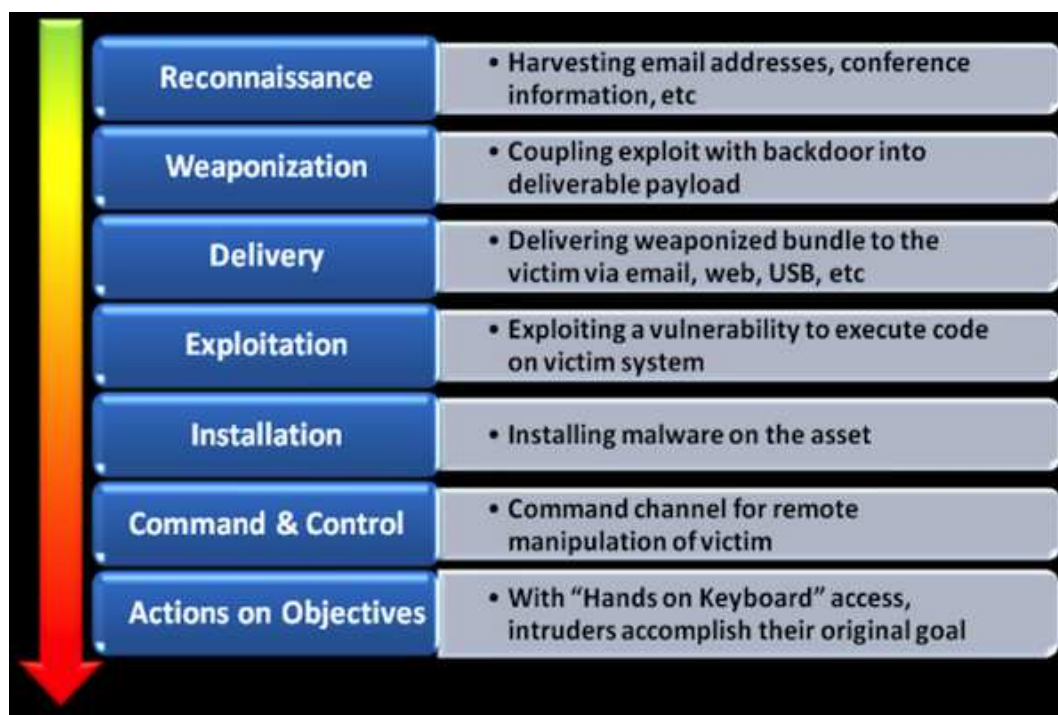 Reconnaissance
• Harvesting email addresses, conference
information, etc
Weaponization
• Coupling exploit with backdoor into
deliverable payload
Delivery
• Delivering weaponized bundle to the
victim via email, web, USB, etc
Exploitation
• Exploiting a vulnerability to execute code
on victim system
Installation
• Installing malware on the asset
Command & Control
• Command channel for remote
manipulation of victim
Actions on Objectives
• With “Hands on Keyboard” access,
intruders accomplish their original goal